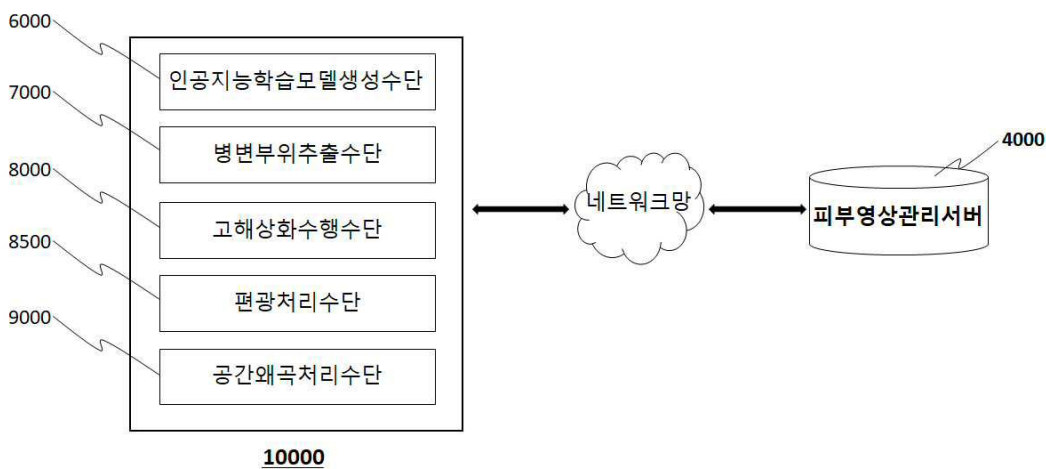 6000
인공지능학습모델생성수단
7000
병변부위추출수단
8000
고해상화수행수단
8500
편광처리수단
9000
공간왜곡처리수단
10000
네트워크망
4000
피부영상관리서버